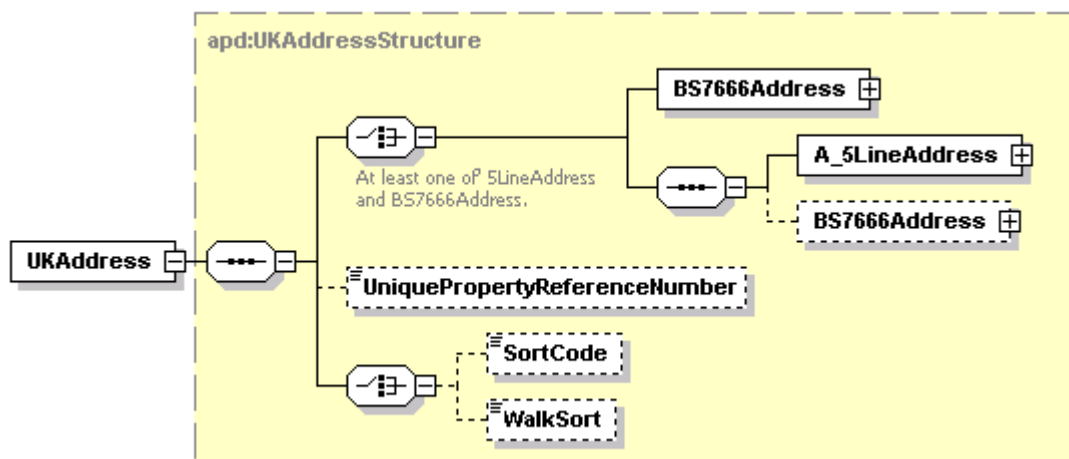 apd:UKAddressStructure
BS7666Address
At least one of 5LineAddress
and BS7666Address.
A_5LineAddress
BS7666Address
UKAddress
UniquePropertyReferenceNumber
SortCode
WalkSort